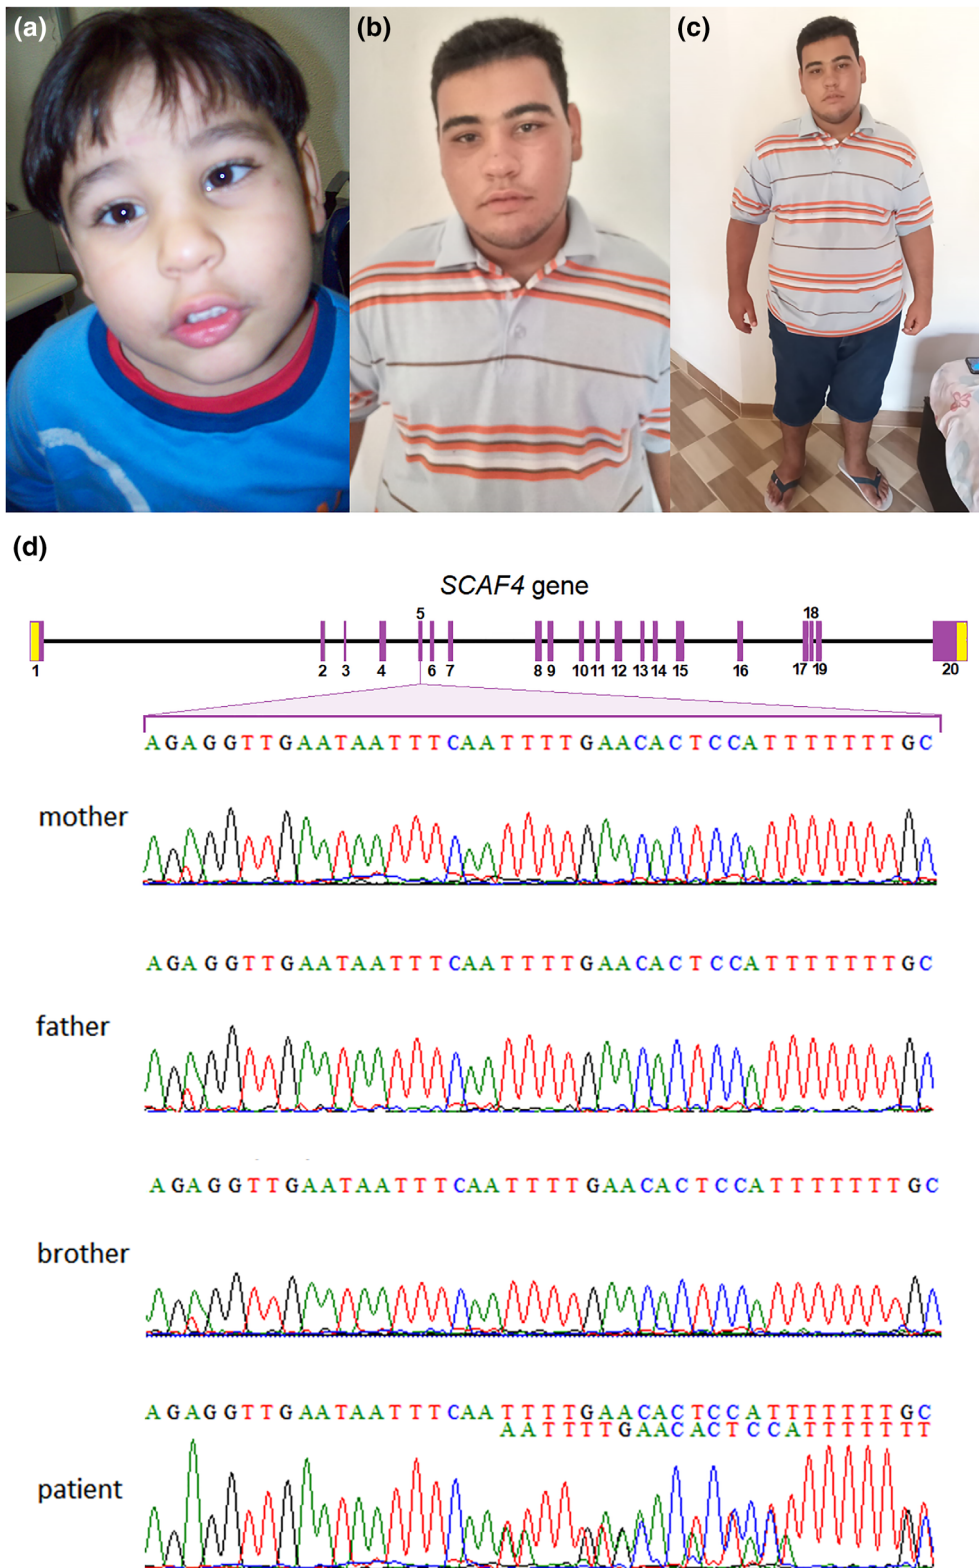 (a) (b) (c)
(d)
SCAF4 gene
5 18
1 2 3 4 6 7 8 9 10 11 12 13 14 15 16 17 19 20
AGAGGTTGAATAATTTCAATTTTGAACACTCCATTTTTTTGC
mother
AGAGGTTGAATAATTTCAATTTTGAACACTCCATTTTTTTGC
father
AGAGGTTGAATAATTTCAATTTTGAACACTCCATTTTTTTGC
brother
AGAGGTTGAATAATTTCAATTTTGAACACTCCATTTTTTTGC
AATTTTGAACACTCCATTTTTTT
patient